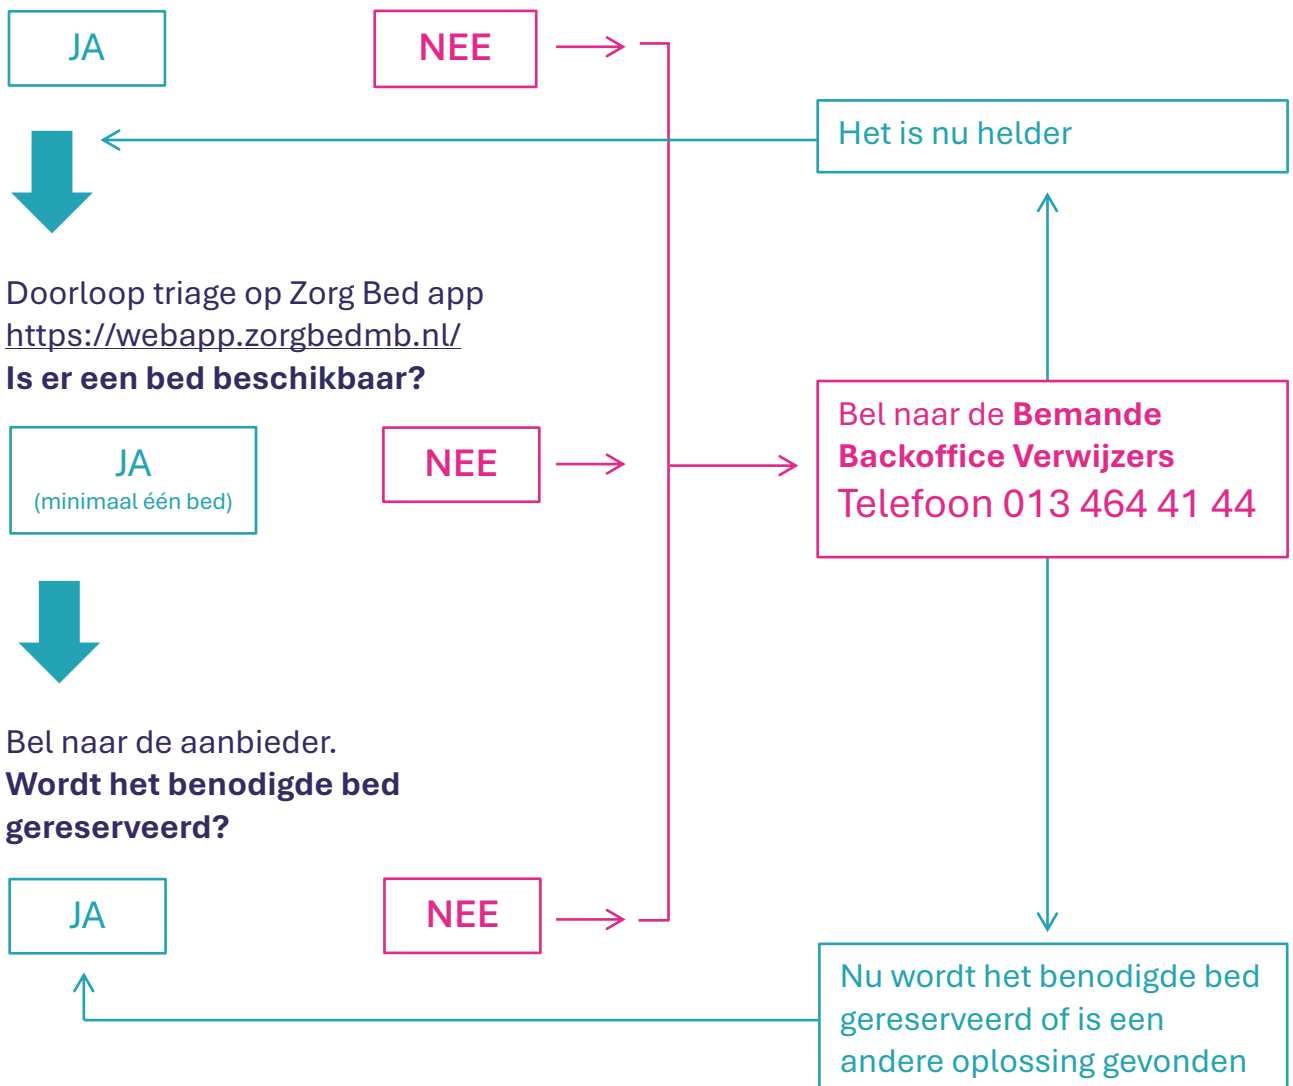 JA
NEE
Het is nu helder
Doorloop triage op Zorg Bed app
https://webapp.zorgbedmb.nl/
Is er een bed beschikbaar?
JA
(minimaal één bed)
NEE
Bel naar de Bemande
Backoffice Verwijzers
Telefoon 013 464 41 44
Bel naar de aanbieder.
Wordt het benodigde bed
gereserveerd?
JA
NEE
Nu wordt het benodigde bed
gereserveerd of is een
andere oplossing gevonden